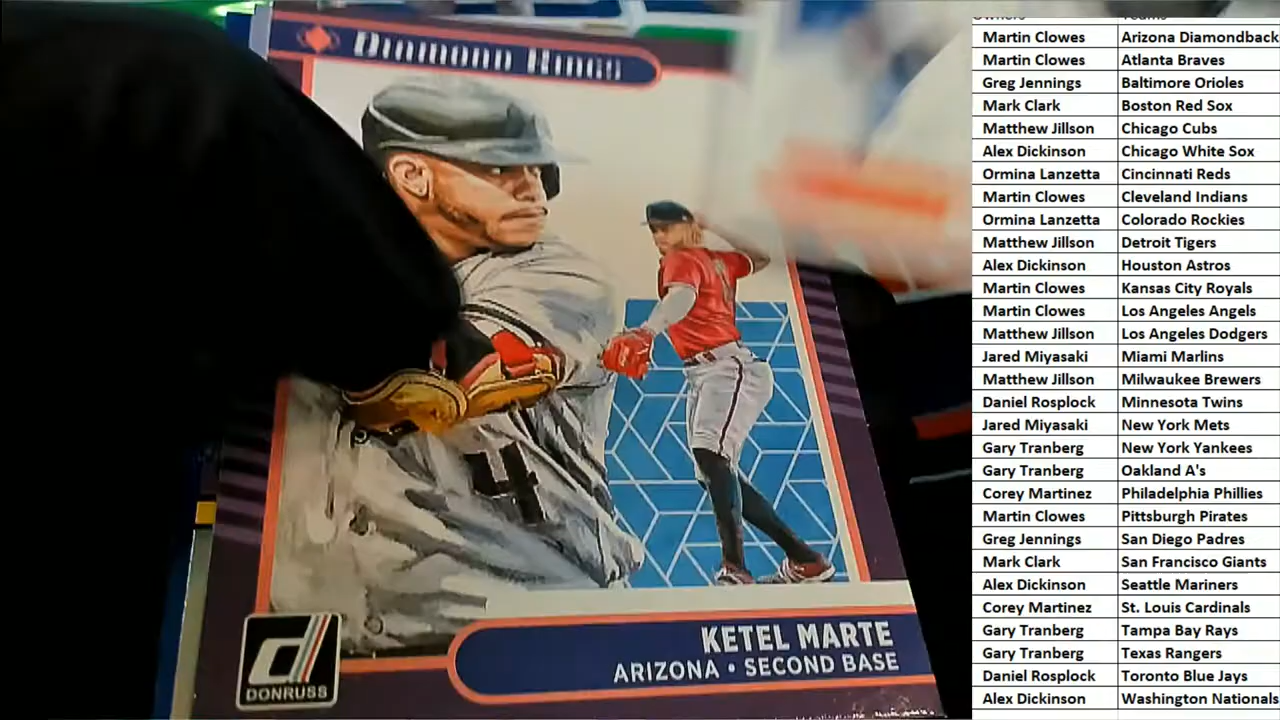 Diamond Kings
4
KETEL MARTE
ARIZONA • SECOND BASE
d
DONRUSS
Owners Teams
Martin Clowes Arizona Diamondback
Martin Clowes Atlanta Braves
Greg Jennings Baltimore Orioles
Mark Clark Boston Red Sox
Matthew Jillson Chicago Cubs
Alex Dickinson Chicago White Sox
Ormina Lanzetta Cincinnati Reds
Martin Clowes Cleveland Indians
Ormina Lanzetta Colorado Rockies
Matthew Jillson Detroit Tigers
Alex Dickinson Houston Astros
Martin Clowes Kansas City Royals
Martin Clowes Los Angeles Angels
Matthew Jillson Los Angeles Dodgers
Jared Miyasaki Miami Marlins
Matthew Jillson Milwaukee Brewers
Daniel Rosplock Minnesota Twins
Jared Miyasaki New York Mets
Gary Tranberg New York Yankees
Gary Tranberg Oakland A's
Corey Martinez Philadelphia Phillies
Martin Clowes Pittsburgh Pirates
Greg Jennings San Diego Padres
Mark Clark San Francisco Giants
Alex Dickinson Seattle Mariners
Corey Martinez St. Louis Cardinals
Gary Tranberg Tampa Bay Rays
Gary Tranberg Texas Rangers
Daniel Rosplock Toronto Blue Jays
Alex Dickinson Washington Nationals